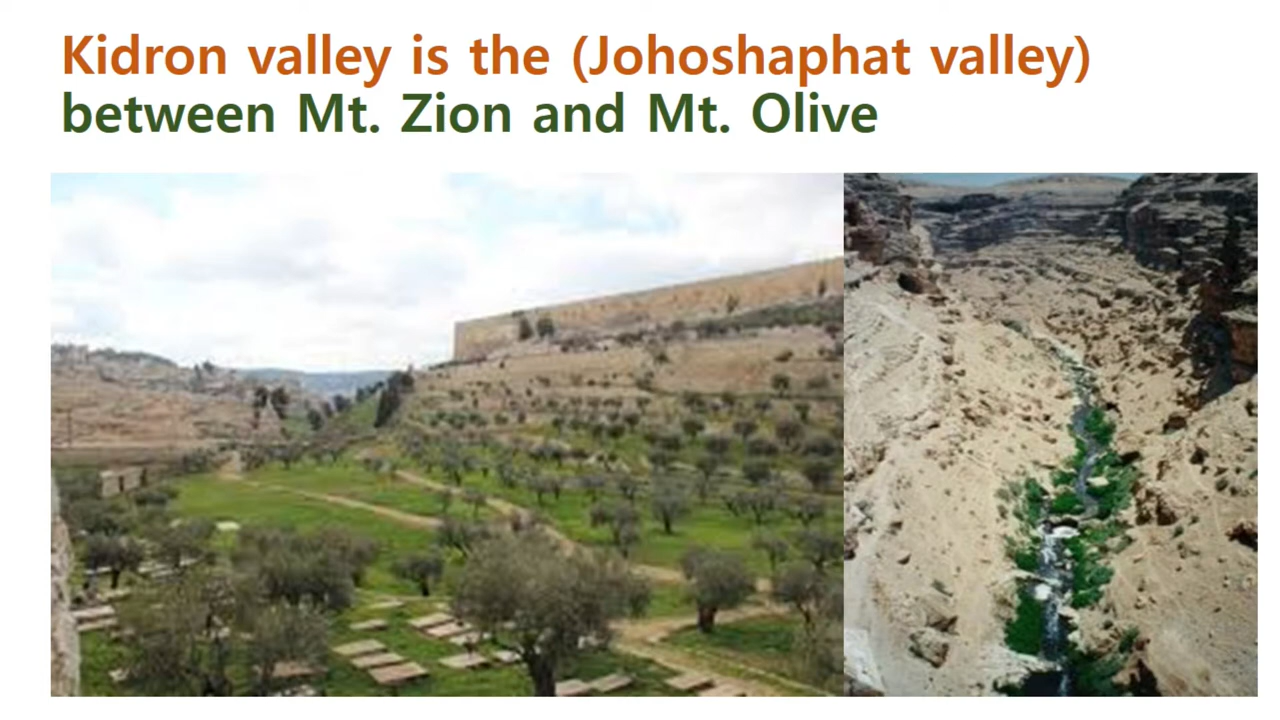 Kidron valley is the (Johoshaphat valley)
between Mt. Zion and Mt. Olive